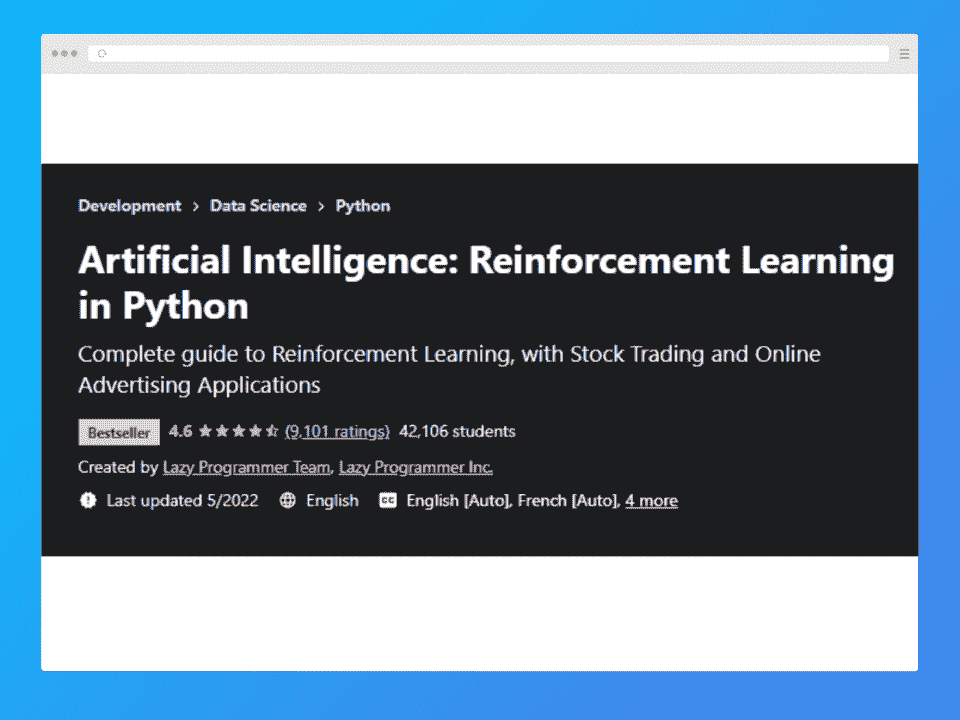 Development > Data Science > Python
Artificial Intelligence: Reinforcement Learning
in Python
Complete guide to Reinforcement Learning, with Stock Trading and Online
Advertising Applications
Bestseller 4.6 (9,101 ratings) 42,106 students
Created by Lazy Programmer Team, Lazy Programmer Inc.
Last updated 5/2022 English CC English [Auto], French [Auto], 4 more